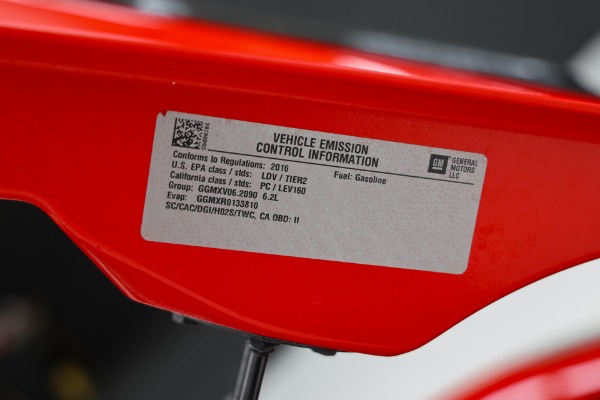 VEHICLE EMISSION
CONTROL INFORMATION
GM
GENERAL
MOTORS
LLC
Conforms to Regulations: 2016
Fuel: Gasoline
U.S. EPA class / stds: LDV / TIER2
California class / stds: PC / LEV160
Group: GGMXV06.2090 6.2L
Evap: GGMXR0133810
SC/CAC/DGI/HO2S/TWC, CA OBD: II